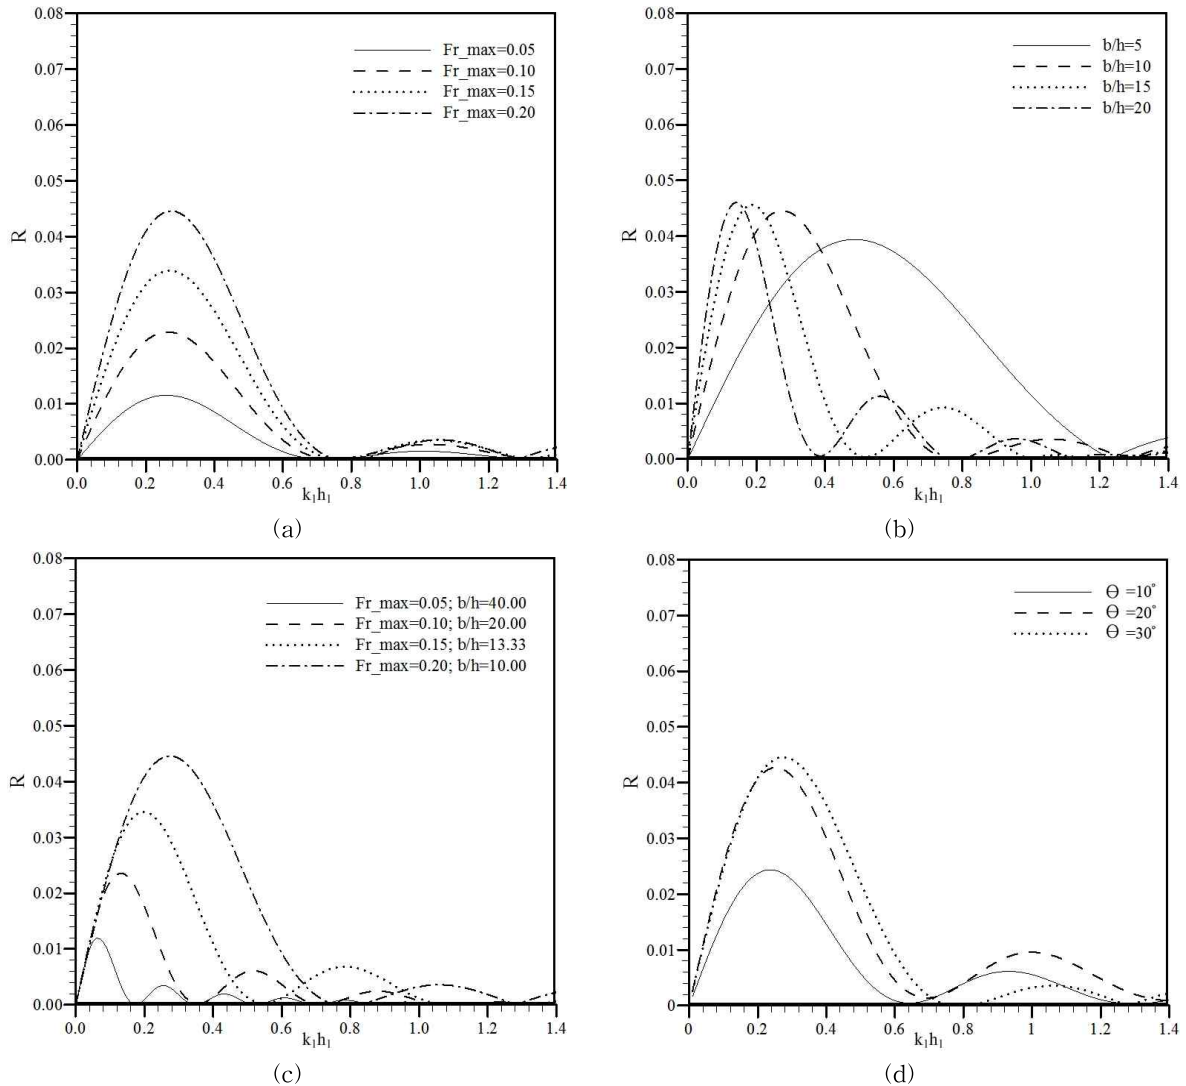 0.08
0.07
0.06
0.05
0.04
0.03
0.02
0.01
0.00
R
Fr_max=0.05
Fr_max=0.10
Fr_max=0.15
Fr_max=0.20
0.0 0.2 0.4 0.6 0.8 1.0 1.2 1.4
k₁h₁
(a)
0.08
0.07
0.06
0.05
0.04
0.03
0.02
0.01
0.00
R
b/h=5
b/h=10
b/h=15
b/h=20
0.0 0.2 0.4 0.6 0.8 1.0 1.2 1.4
k₁h₁
(b)
0.08
0.07
0.06
0.05
0.04
0.03
0.02
0.01
0.00
R
Fr_max=0.05; b/h=40.00
Fr_max=0.10; b/h=20.00
Fr_max=0.15; b/h=13.33
Fr_max=0.20; b/h=10.00
0.0 0.2 0.4 0.6 0.8 1.0 1.2 1.4
k₁h₁
(c)
0.08
0.07
0.06
0.05
0.04
0.03
0.02
0.01
0
R
Θ =10°
Θ =20°
Θ =30°
0 0.2 0.4 0.6 0.8 1 1.2 1.4
k₁h₁
(d)